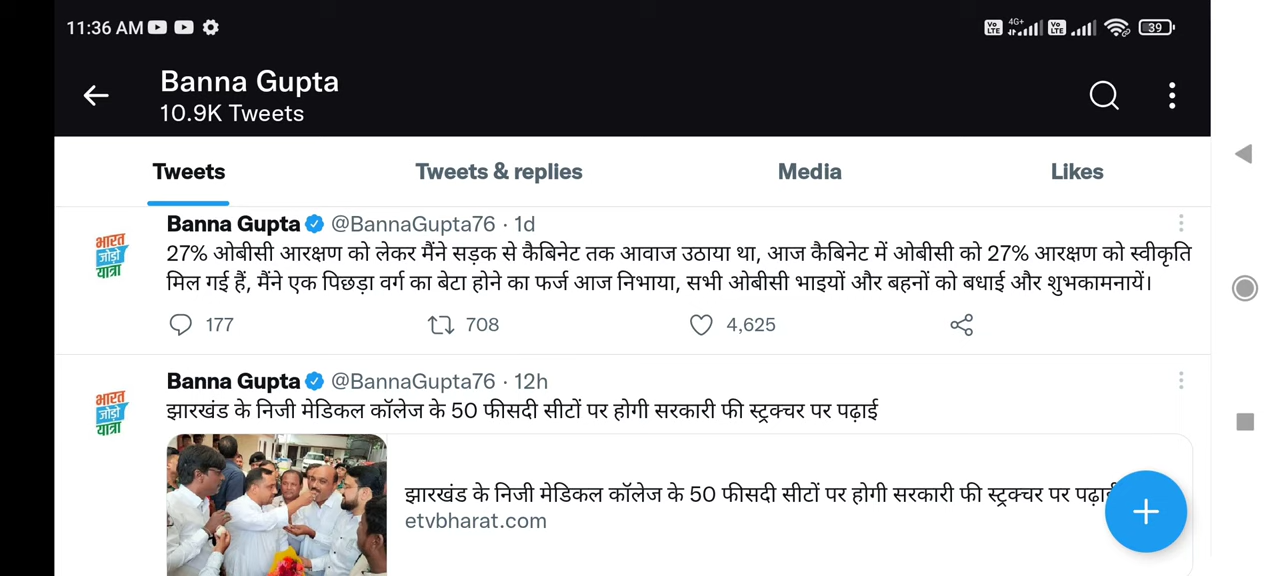 11:36 AM
VoLTE 4G+ VoLTE 39
Banna Gupta
10.9K Tweets
Tweets
Tweets & replies
Media
Likes
Banna Gupta @BannaGupta76 · 1d
भारत
जोड़ो
यात्रा
27% ओबीसी आरक्षण को लेकर मैंने सड़क से कैबिनेट तक आवाज उठाया था, आज कैबिनेट में ओबीसी को 27% आरक्षण को स्वीकृति
मिल गई हैं, मैंने एक पिछड़ा वर्ग का बेटा होने का फर्ज आज निभाया, सभी ओबीसी भाइयों और बहनों को बधाई और शुभकामनायें।
177
708
4,625
Banna Gupta @BannaGupta76 · 12h
भारत
जोड़ो
यात्रा
झारखंड के निजी मेडिकल कॉलेज के 50 फीसदी सीटों पर होगी सरकारी फी स्ट्रक्चर पर पढ़ाई
झारखंड के निजी मेडिकल कॉलेज के 50 फीसदी सीटों पर होगी सरकारी फी स्ट्रक्चर पर पढ़ाई
etvbharat.com